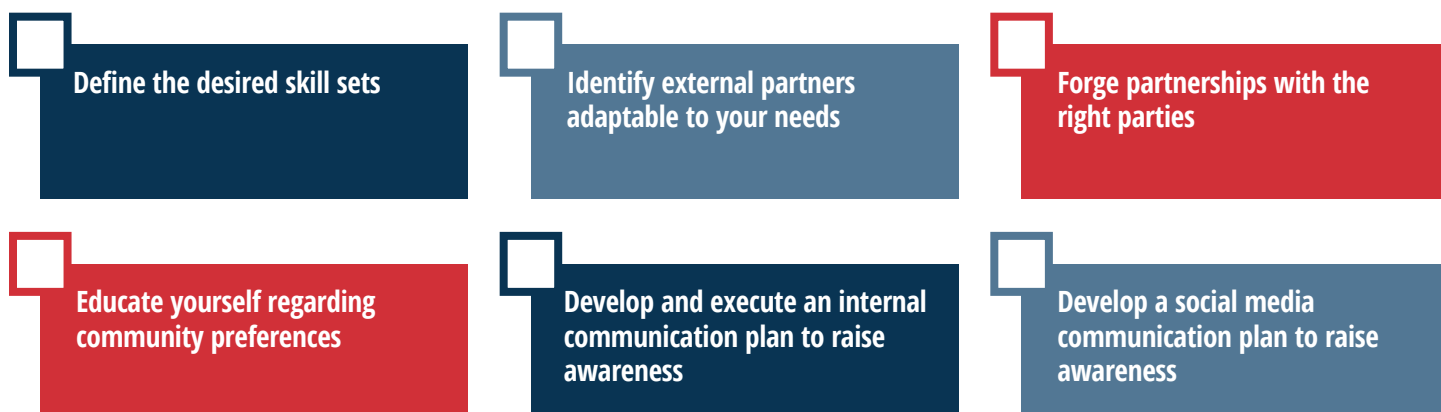 Define the desired skill sets
Identify external partners
adaptable to your needs
Forge partnerships with the
right parties
Educate yourself regarding
community preferences
Develop and execute an internal
communication plan to raise
awareness
Develop a social media
communication plan to raise
awareness